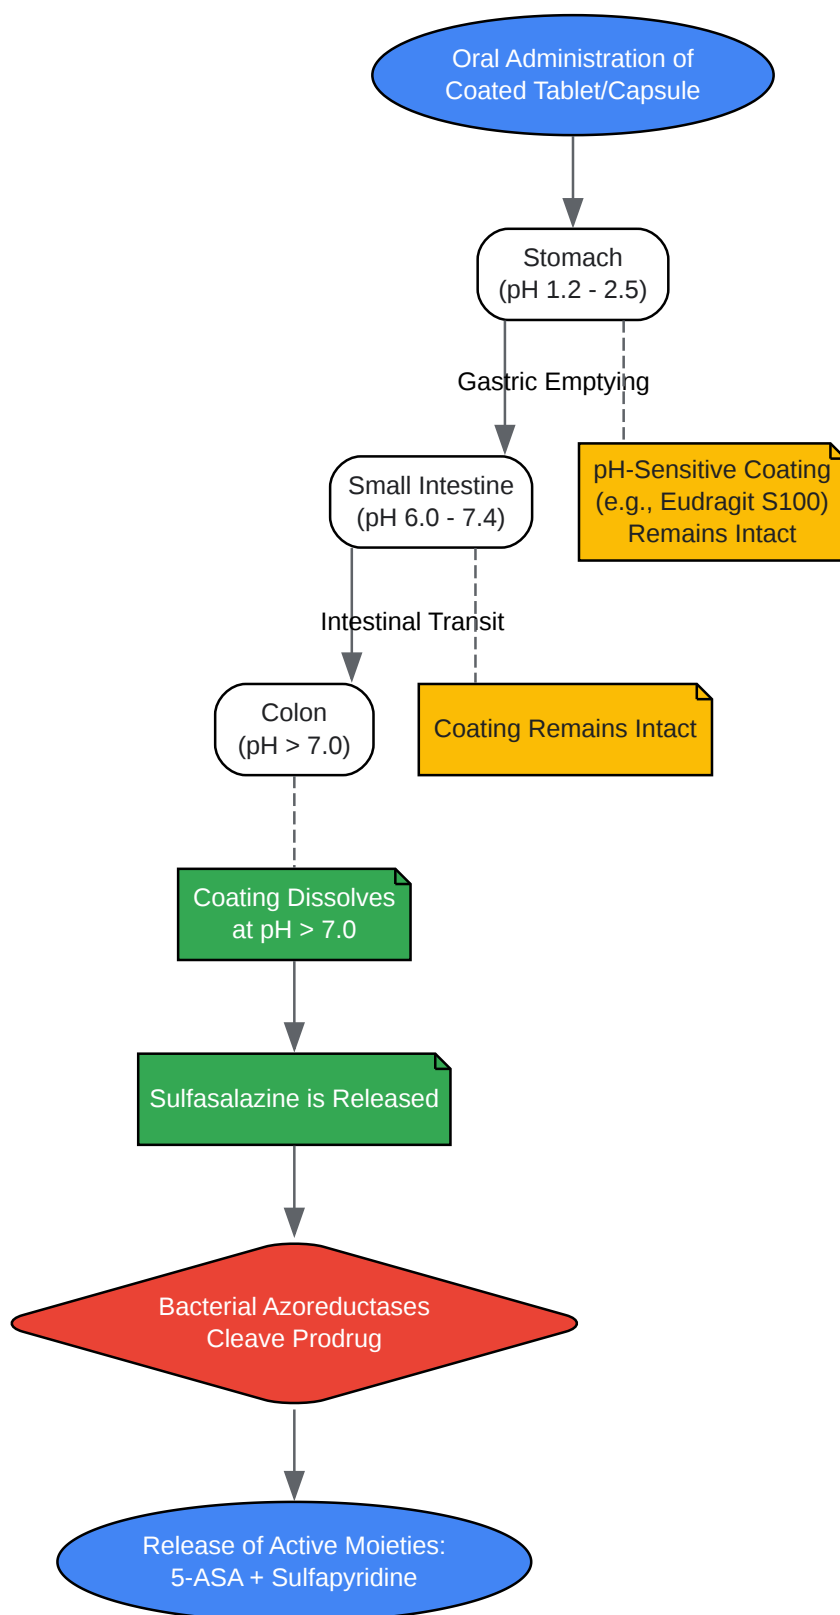 Oral Administration of
Coated Tablet/Capsule
Stomach
(pH 1.2 - 2.5)
Gastric Emptying
pH-Sensitive Coating
(e.g., Eudragit S100)
Remains Intact
Small Intestine
(pH 6.0 - 7.4)
Intestinal Transit
Colon
(pH > 7.0)
Coating Remains Intact
Coating Dissolves
at pH > 7.0
Sulfasalazine is Released
Bacterial Azoreductases
Cleave Prodrug
Release of Active Moieties:
5-ASA + Sulfapyridine